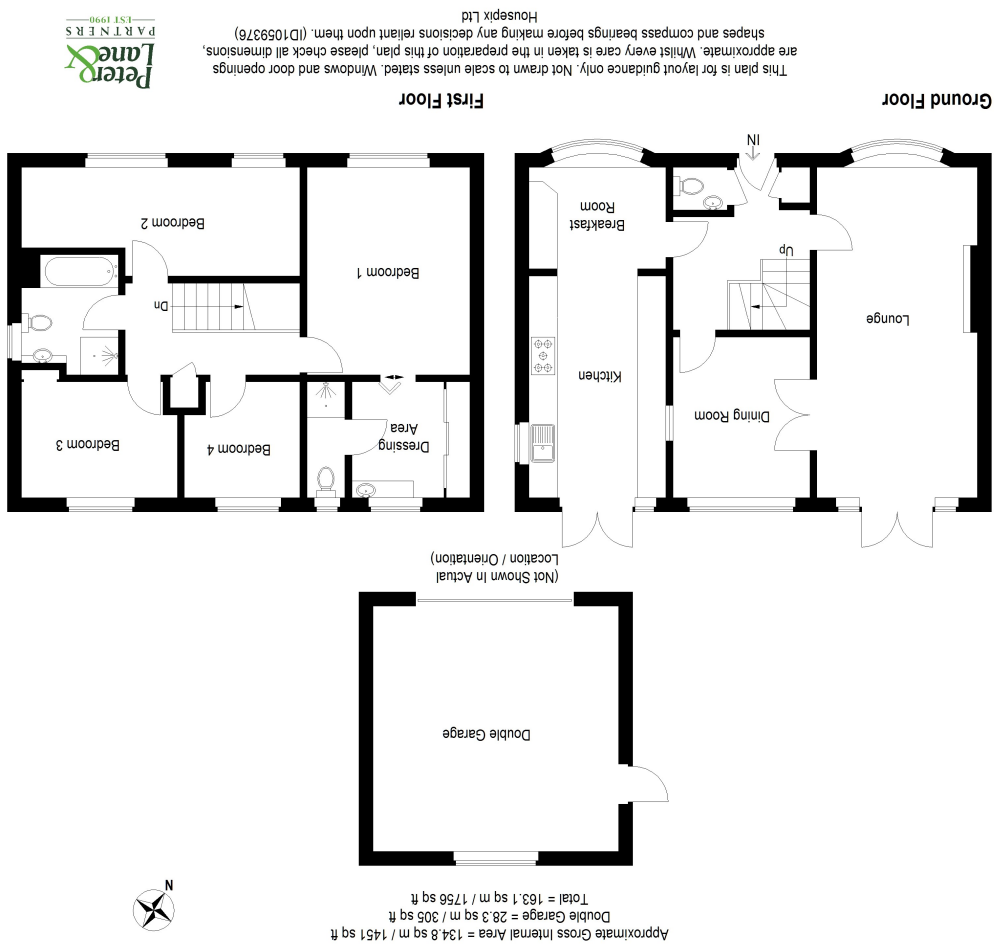 Approximate Gross Internal Area = 134.8 sq m / 1451 sq ft
Double Garage = 28.3 sq m / 305 sq ft
Total = 163.1 sq m / 1756 sq ft
N
Double Garage
(Not Shown In Actual
Location / Orientation)
Lounge
Dining Room
Kitchen
Up
Breakfast
Room
IN
Dressing
Area
Bedroom 4
Bedroom 3
Bedroom 1
Dn
Bedroom 2
Ground Floor
First Floor
This plan is for layout guidance only. Not drawn to scale unless stated. Windows and door openings
are approximate. Whilst every care is taken in the preparation of this plan, please check all dimensions,
shapes and compass bearings before making any decisions reliant upon them. (ID1059376)
Housepix Ltd
Peter
& Lane
PARTNERS
EST 1990